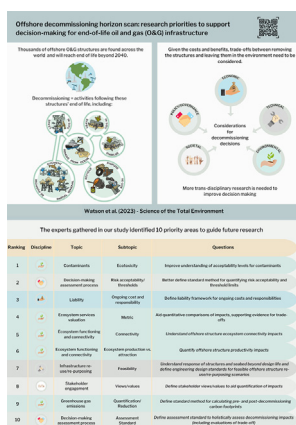 Offshore decommissioning horizon scan: research priorities to support
decision-making for end-of-life oil and gas (O&G) infrastructure
Thousands of offshore O&G structures are found across
the world and will reach end of life beyond 2040.
Decommissioning = activities following these
structures' end of life, including:
Given the costs and benefits, trade-offs between removing
the structures and leaving them in the environment need to be
considered.
ECONOMIC
TECHNICAL
ENVIRONMENTAL
SOCIETAL
Considerations
for
decommissioning
decisions
More trans-disciplinary research is needed to
improve decision making
Watson et al. (2023) - Science of the Total Environment
The experts gathered in our study identified 10 priority areas to guide future research
Ranking Discipline Topic Subtopic Questions
1 Contaminants Ecotoxicity Improve understanding of acceptability levels for contaminants
2 Decision-making assessment process Risk acceptability/ thresholds Better define standard method for quantifying risk acceptability and threshold/limits
3 Liability Ongoing cost and responsibility Define liability framework for ongoing costs and responsibilities
4 Ecosystem services valuation Metric Aid quantitative comparisons of impacts, supporting evidence for trade-offs
5 Ecosystem functioning and connectivity Connectivity Understand offshore structure ecosystem connectivity impacts
6 Ecosystem functioning and connectivity Ecosystem production vs. attraction Quantify offshore structure productivity impacts
7 Infrastructure re-use/re-purposing Feasibility Understand response of structures and seabed beyond design life and define engineering design standards for feasible offshore structure re-use/re-purposing scenarios
8 Stakeholder engagement Views/values Define stakeholder views/values to aid quantification of impacts
9 Greenhouse gas emissions Quantification/ Reduction Define standard method for calculating pre- and post-decommissioning carbon footprints
10 Decision-making assessment process Assessment Standard Define assessment standard to holistically assess decommissioning impacts (including evaluations of trade-off)